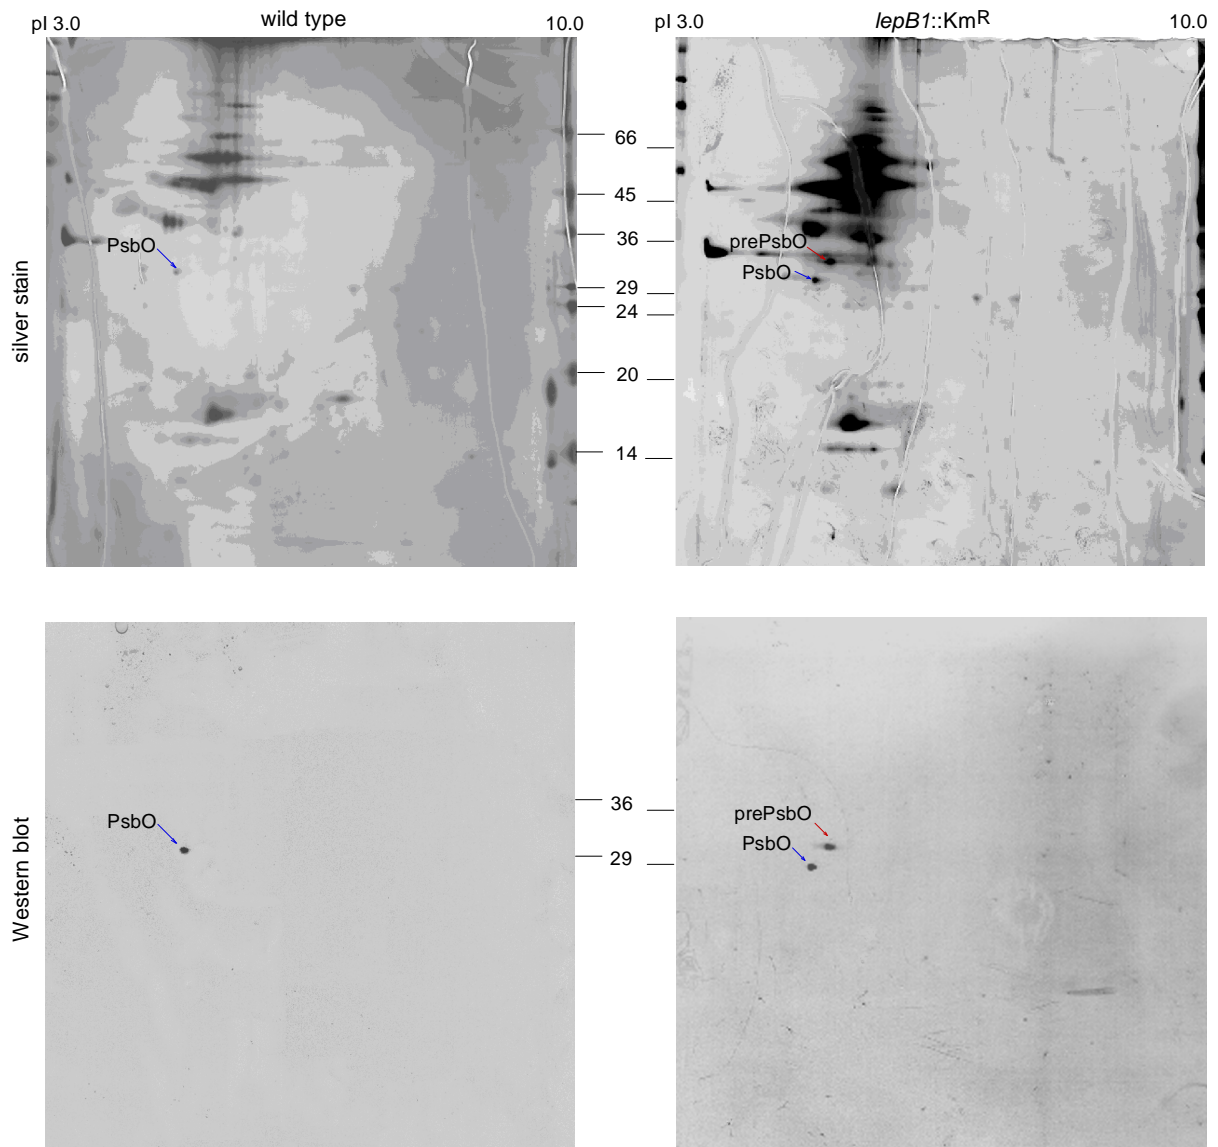 pI 3.0 wild type 10.0 pI 3.0 lepB1::KmR 10.0
silver stain
66
45
36
29
24
20
14
PsbO
prePsbO
PsbO
Western blot
36
29
PsbO
prePsbO
PsbO